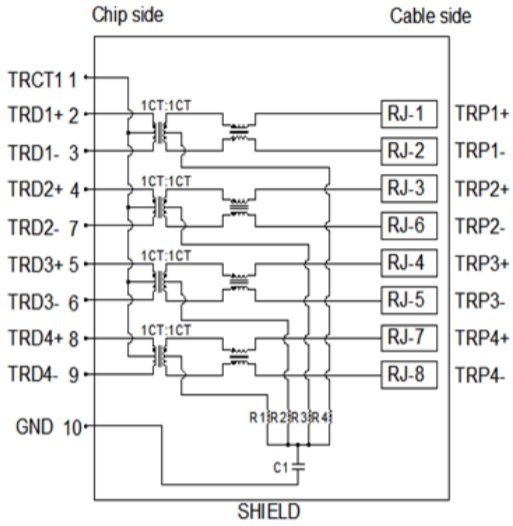 Chip side Cable side
TRCT1 1
1CT:1CT
TRD1+ 2 RJ-1 TRP1+
TRD1- 3 RJ-2 TRP1-
1CT:1CT
TRD2+ 4 RJ-3 TRP2+
TRD2- 7 RJ-6 TRP2-
1CT:1CT
TRD3+ 5 RJ-4 TRP3+
TRD3- 6 RJ-5 TRP3-
1CT:1CT
TRD4+ 8 RJ-7 TRP4+
TRD4- 9 RJ-8 TRP4-
R1 R2 R3 R4
GND 10
C1
SHIELD